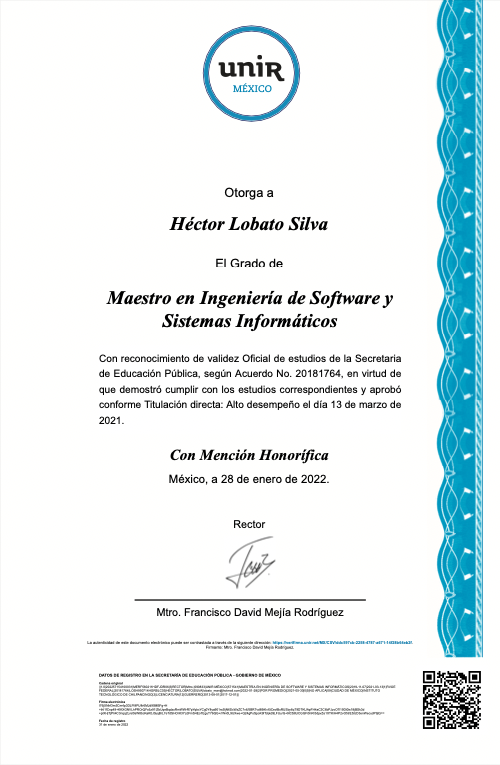 unir
MÉXICO
Otorga a
Héctor Lobato Silva
El Grado de
Maestro en Ingeniería de Software y
Sistemas Informáticos
Con reconocimiento de validez Oficial de estudios de la Secretaria
de Educación Pública, según Acuerdo No. 20181764, en virtud de
que demostró cumplir con los estudios correspondientes y aprobó
conforme Titulación directa: Alto desempeño el día 13 de marzo de
2021.
Con Mención Honorífica
México, a 28 de enero de 2022.
Rector
Mtro. Francisco David Mejía Rodríguez
La autenticidad de este documento electrónico puede ser contrastada a través de la siguiente dirección:
Firmante: Mtro. Francisco David Mejía Rodríguez
DATOS DE REGISTRO EN LA SECRETARÍA DE EDUCACIÓN PÚBLICA - GOBIERNO DE MÉXICO
Cadena original
Firma electrónica
Fecha de registro
31 de enero de 2022